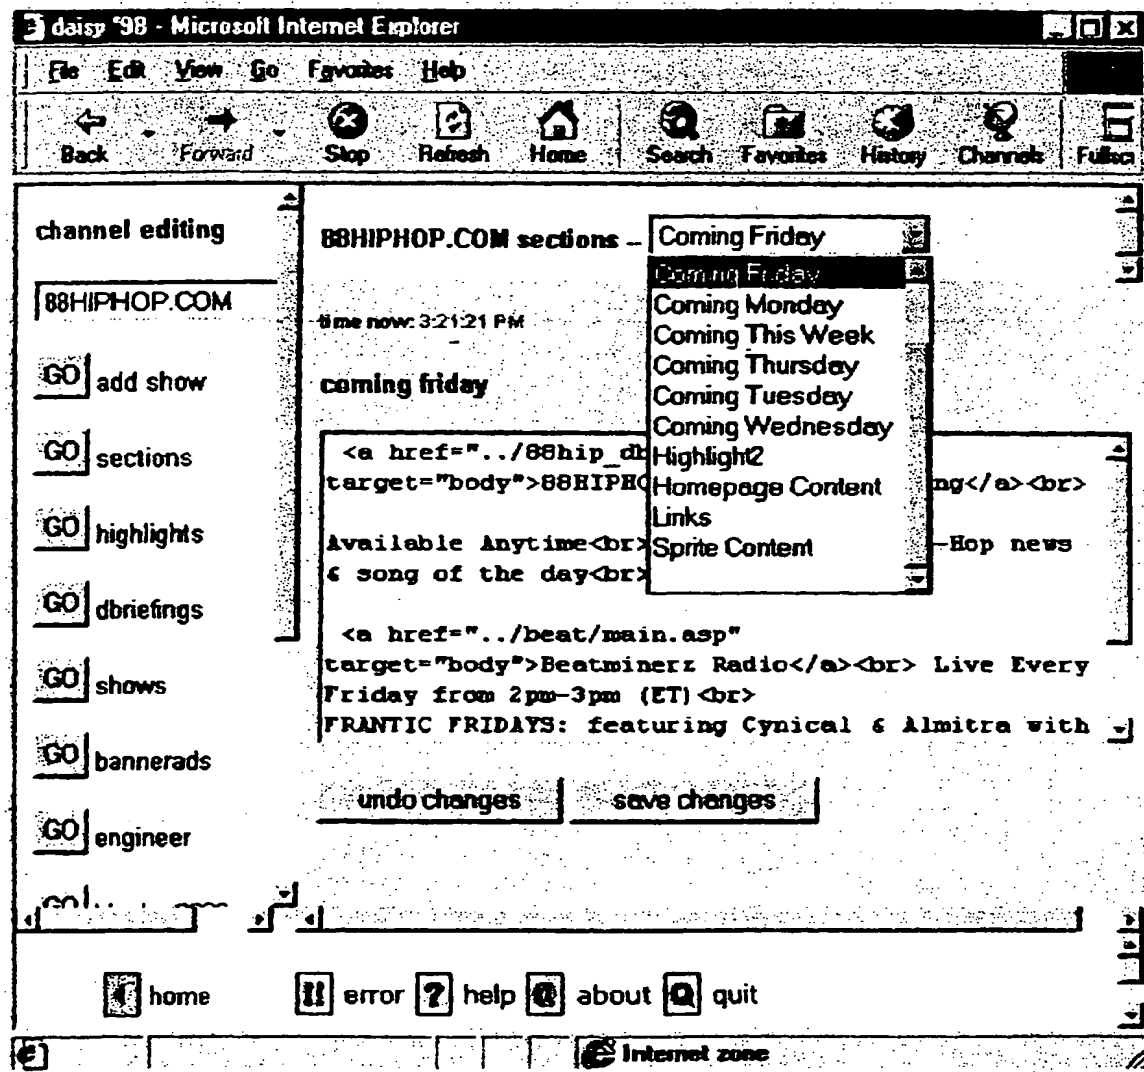 daisy '98 - Microsoft Internet Explorer
File Edit View Go Favorites Help
Back Forward Stop Refresh Home Search Favorites History Channels Fullscr
channel editing
88HIPHOP.COM
GO add show
GO sections
GO highlights
GO dbriefings
GO shows
GO bannerads
GO engineer
GO
88HIPHOP.COM sections -- Coming Friday
Coming Friday
Coming Monday
Coming This Week
Coming Thursday
Coming Tuesday
Coming Wednesday
Highlight2
Homepage Content
Links
Sprite Content
time now: 3:21:21 PM
coming friday
<a href="../88hip_db
target="body">88HIPHO ng</a><br>
Available Anytime<br> -Hop news
& song of the day<br>
<a href="../beat/main.asp"
target="body">Beatminerz Radio</a><br> Live Every
Friday from 2pm-3pm (ET)<br>
FRANTIC FRIDAYS: featuring Cynical & Almitra with
undo changes save changes
home !! error ? help @ about Q quit
Internet zone